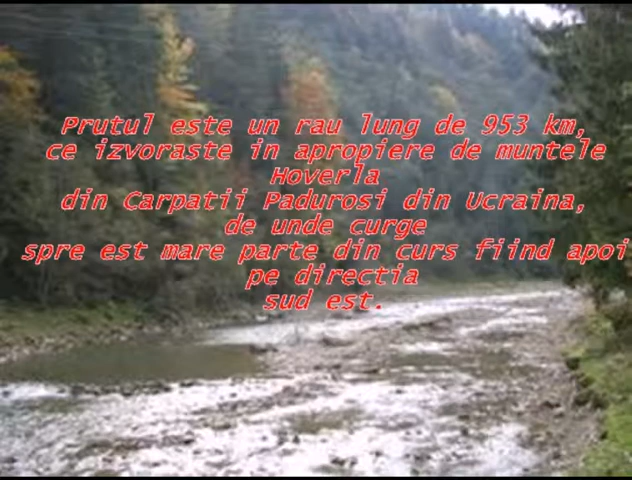 Prutul este un rau lung de 953 km,
ce izvoraste in apropiere de muntele
Hoverla
din Carpatii Padurosi din Ucraina,
de unde curge
spre est mare parte din curs fiind apoi
pe directia
sud est.